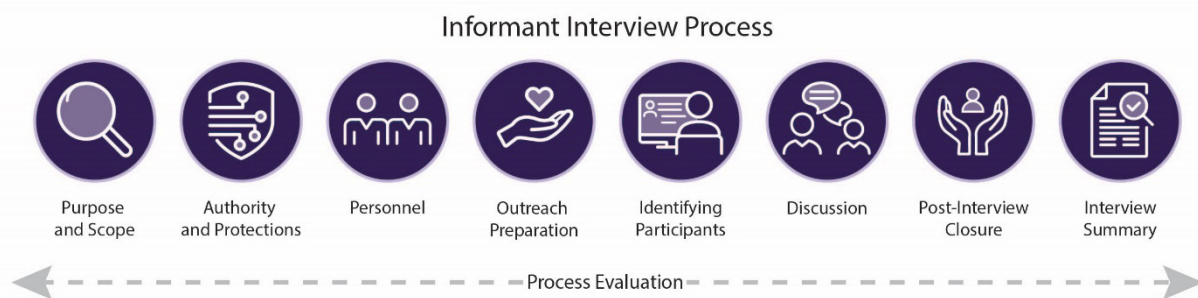 Informant Interview Process
Purpose
and Scope
Authority
and Protections
Personnel
Outreach
Preparation
Identifying
Participants
Discussion
Post-Interview
Closure
Interview
Summary
Process Evaluation